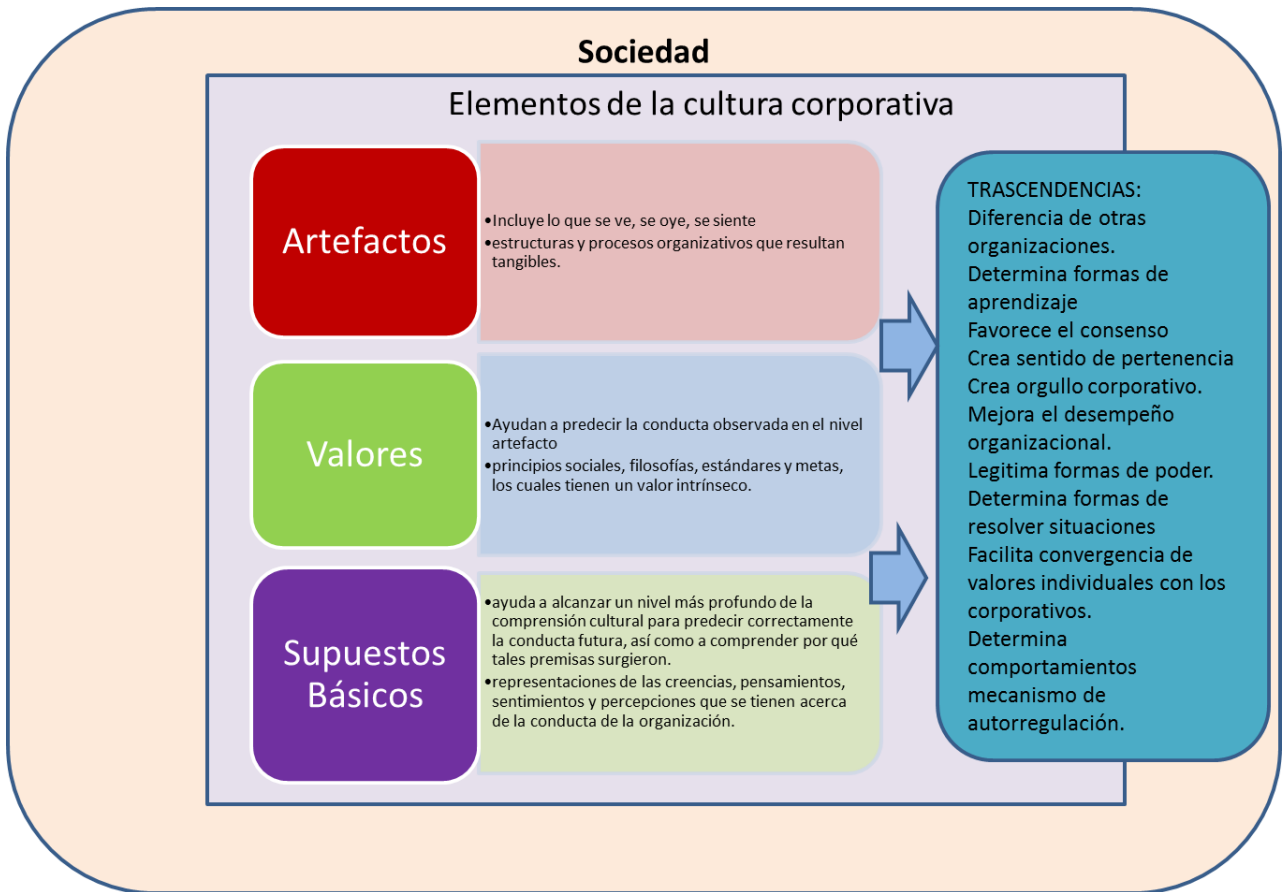 Sociedad
Elementos de la cultura corporativa
Artefactos
•Incluye lo que se ve, se oye, se siente
•estructuras y procesos organizativos que resultan
tangibles.
Valores
•Ayudan a predecir la conducta observada en el nivel
artefacto
•principios sociales, filosofías, estándares y metas,
los cuales tienen un valor intrínseco.
Supuestos
Básicos
•ayuda a alcanzar un nivel más profundo de la
comprensión cultural para predecir correctamente
la conducta futura, así como a comprender por qué
tales premisas surgieron.
•representaciones de las creencias, pensamientos,
sentimientos y percepciones que se tienen acerca
de la conducta de la organización.
TRASCENDENCIAS:
Diferencia de otras
organizaciones.
Determina formas de
aprendizaje
Favorece el consenso
Crea sentido de pertenencia
Crea orgullo corporativo.
Mejora el desempeño
organizacional.
Legitima formas de poder.
Determina formas de
resolver situaciones
Facilita convergencia de
valores individuales con los
corporativos.
Determina
comportamientos
mecanismo de
autorregulación.